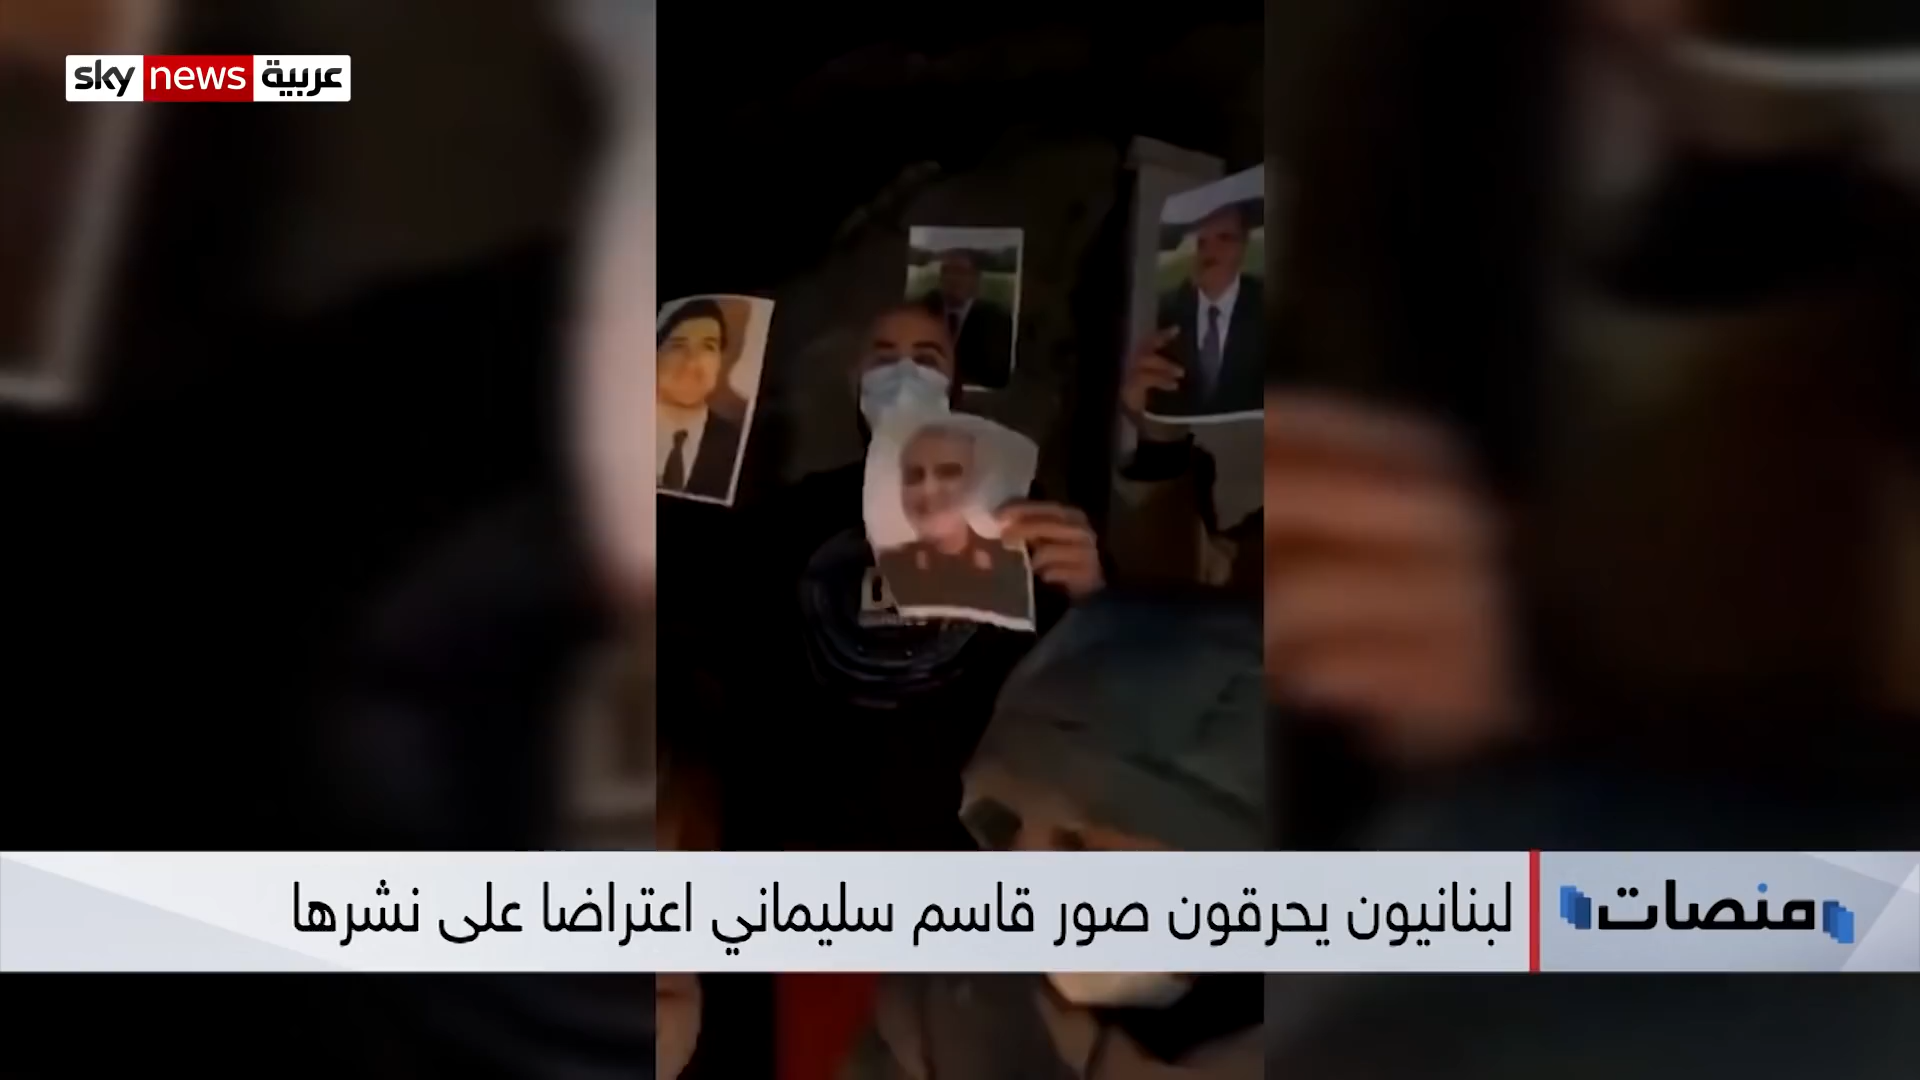 sky news عربية
لبنانيون يحرقون صور قاسم سليماني اعتراضا على نشرها
منصات